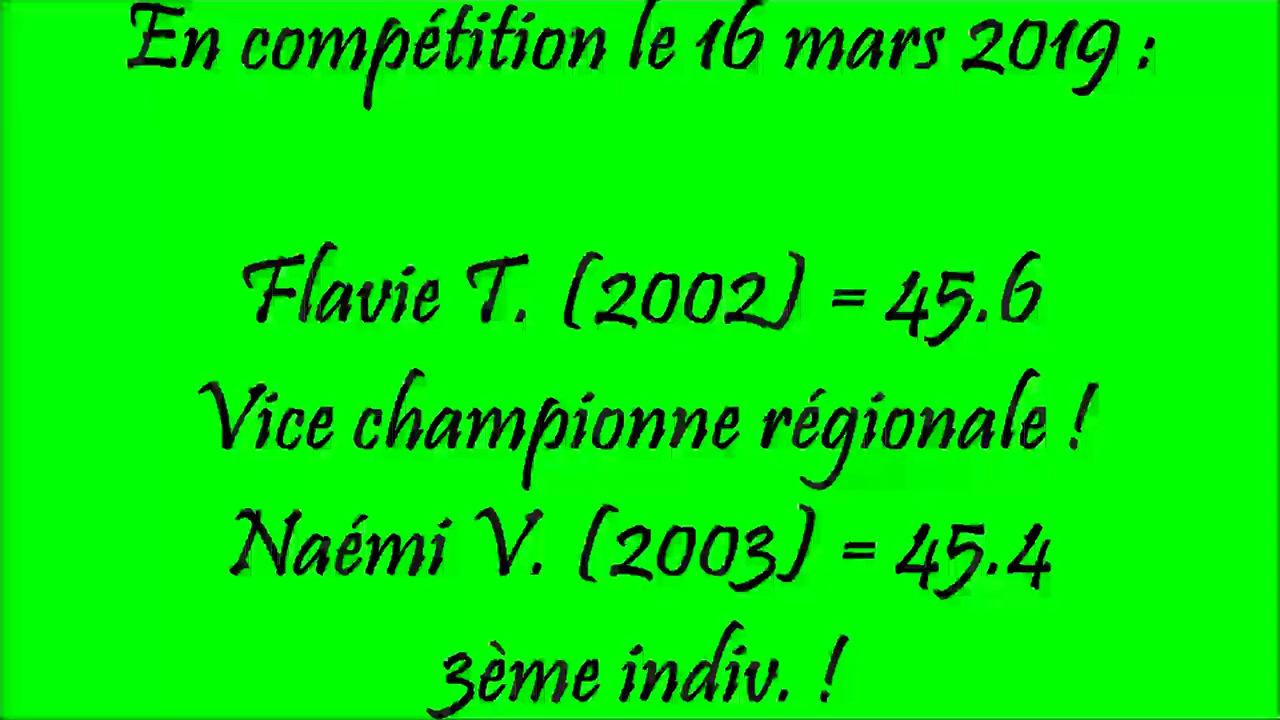 En compétition le 16 mars 2019 :
Flavie T. (2002) = 45.6
Vice championne régionale !
Naémi V. (2003) = 45.4
3ème indiv. !